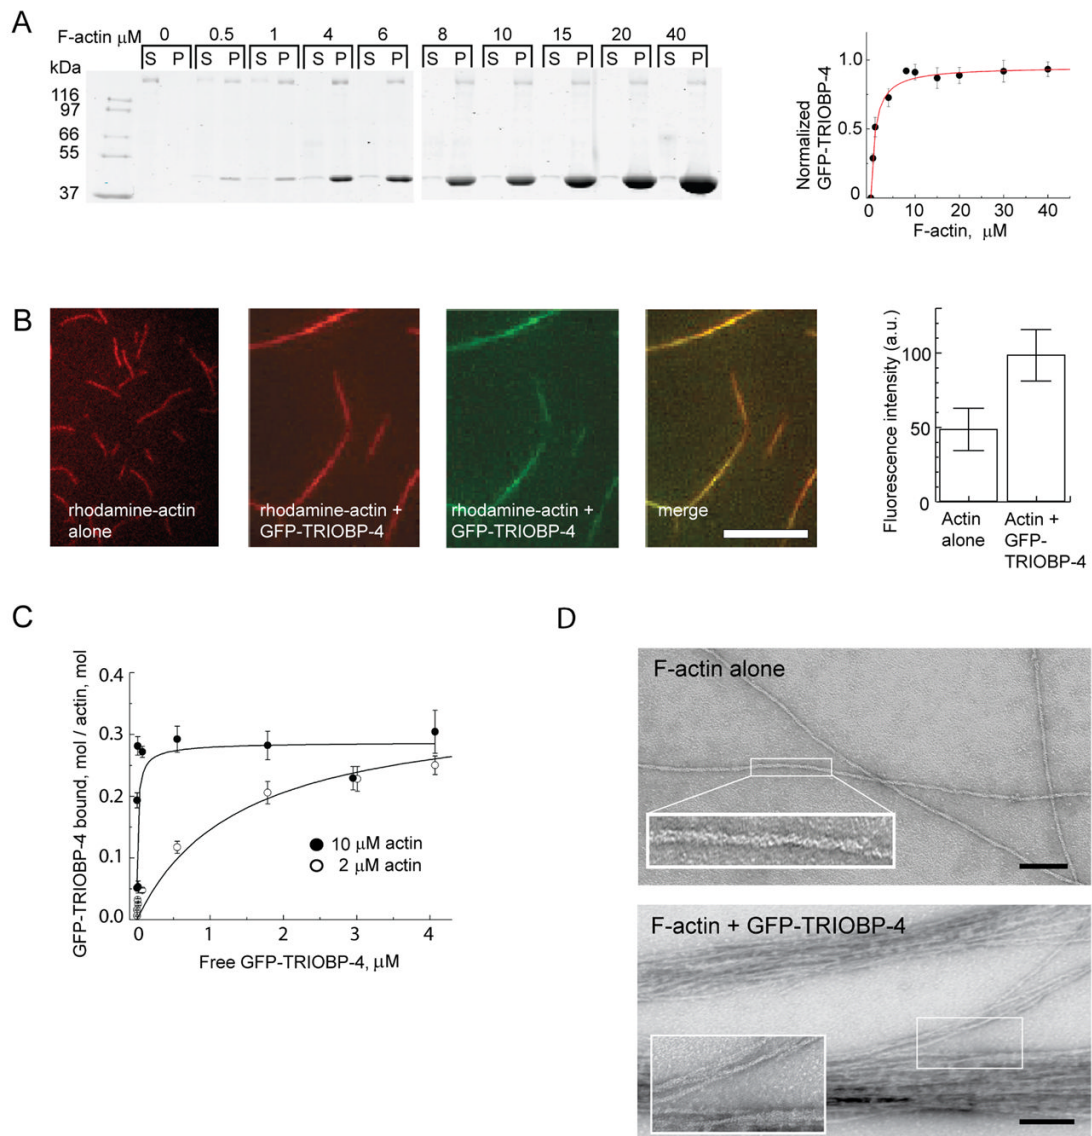 A
F-actin μM 0 0.5 1 4 6 8 10 15 20 40
kDa S P S P S P S P S P S P S P S P S P S P
116
97
66
55
37
Normalized
GFP-TRIOBP-4
1.0
0.5
0
0 10 20 30 40
F-actin, μM
B
rhodamine-actin
alone
rhodamine-actin +
GFP-TRIOBP-4
rhodamine-actin +
GFP-TRIOBP-4
merge
Fluorescence intensity (a.u.)
100
50
0
Actin
alone
Actin +
GFP-
TRIOBP-4
C
GFP-TRIOBP-4 bound, mol / actin, mol
0.4
0.3
0.2
0.1
0.0
10 μM actin
2 μM actin
0 1 2 3 4
Free GFP-TRIOBP-4, μM
D
F-actin alone
F-actin + GFP-TRIOBP-4